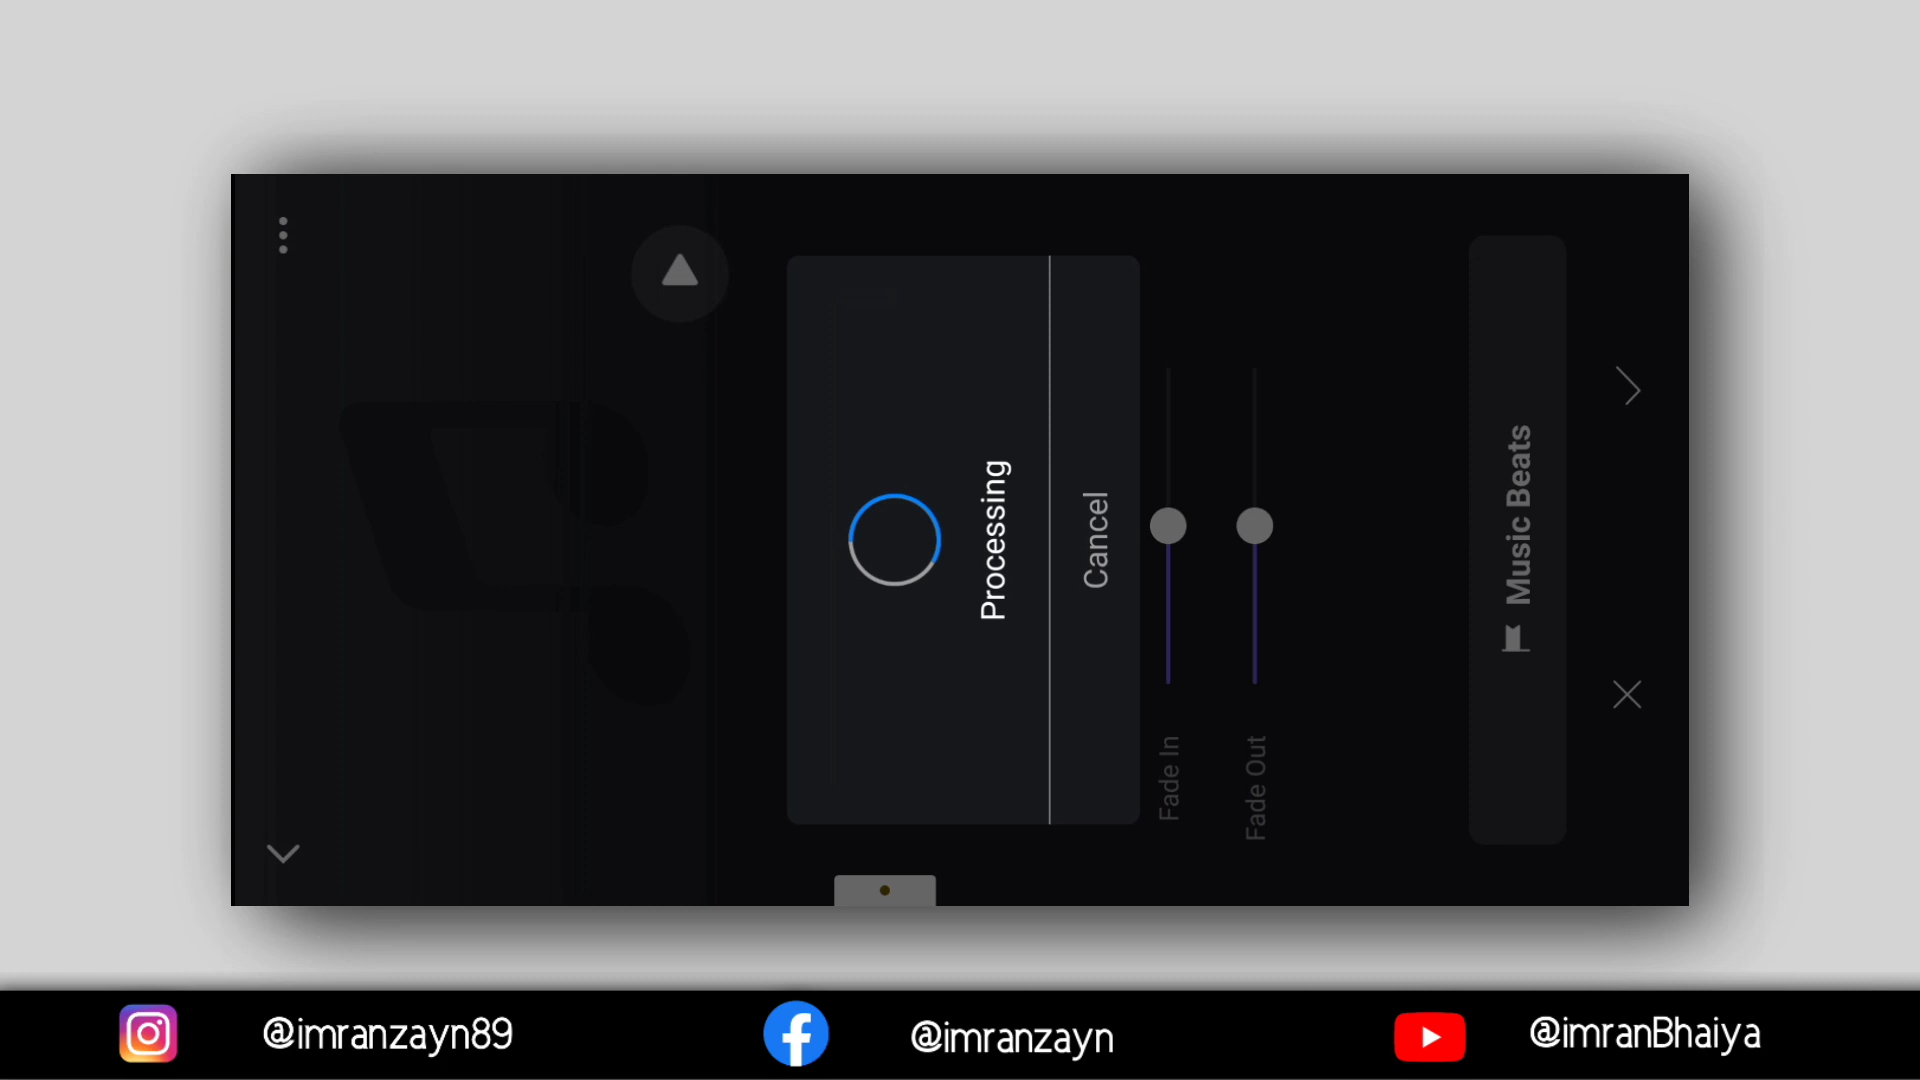 Processing
Cancel
Fade In
Fade Out
Music Beats
@imranzayn89
@imranzayn
@imranBhaiya